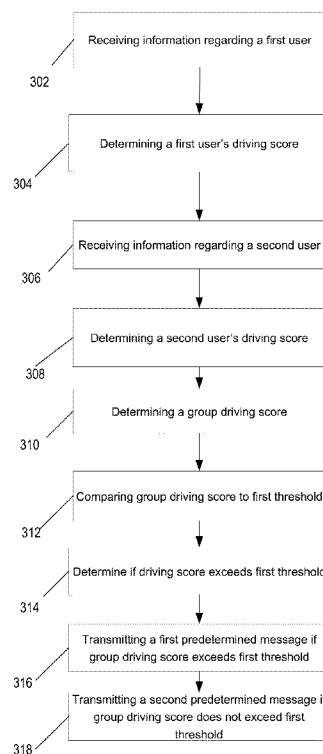 Receiving information regarding a first user
302
Determining a first user's driving score
304
Receiving information regarding a second user
306
Determining a second user's driving score
308
Determining a group driving score
310
Comparing group driving score to first threshold
312
Determine if driving score exceeds first threshold
314
Transmitting a first predetermined message if
group driving score exceeds first threshold
316
Transmitting a second predetermined message i
group driving score does not exceed first
threshold
318